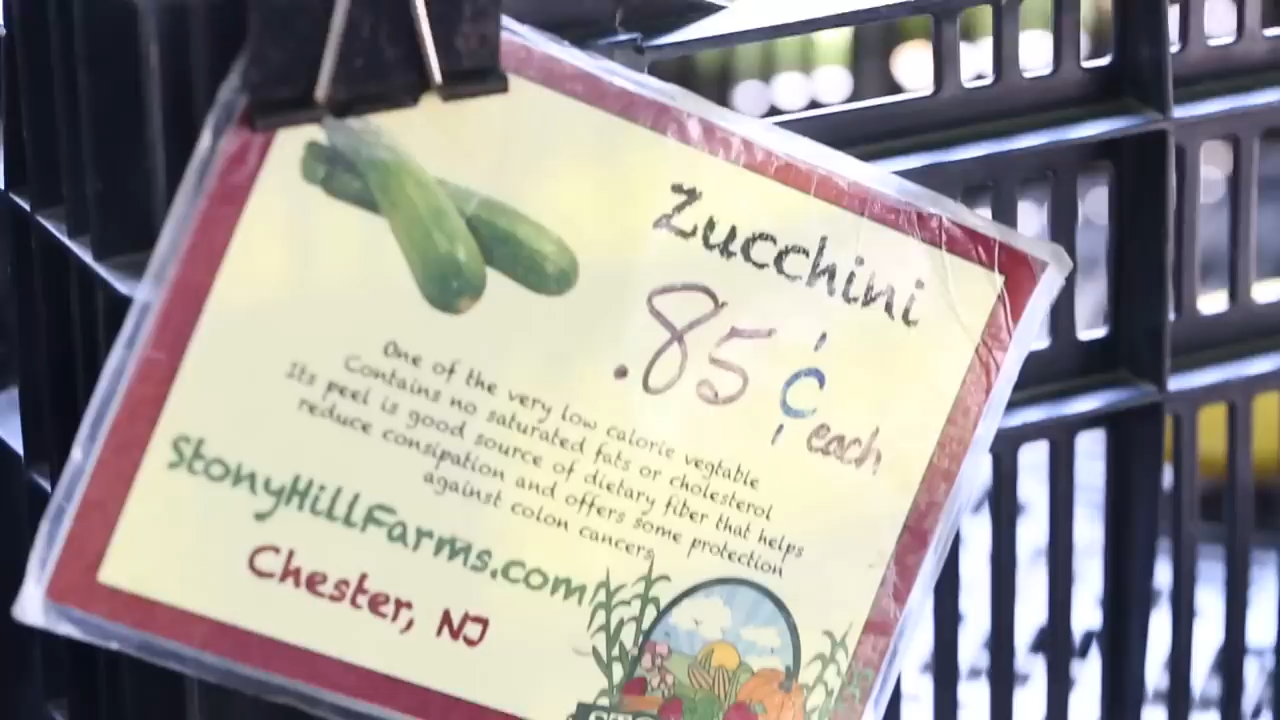 Zucchini
.85 ¢ each
One of the very low calorie vegtable
Contains no saturated fats or cholesterol
Its peel is good source of dietary fiber that helps
reduce consipation and offers some protection
against colon cancers
StonyHillFarms.com
Chester, NJ